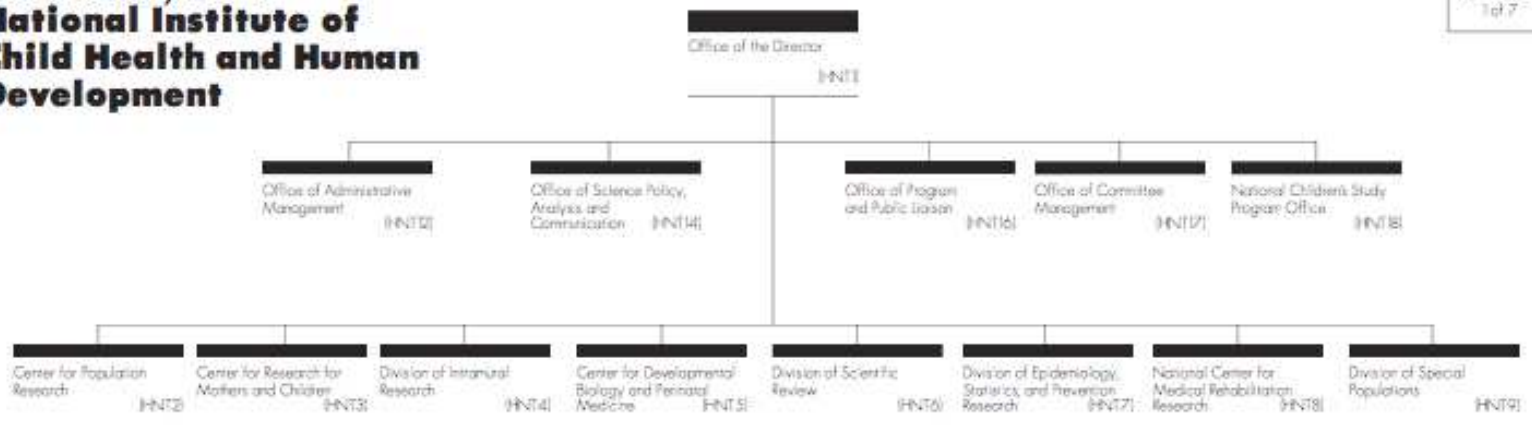 National Institute of
Child Health and Human
Development
1 of 7
Office of the Director
(HNT1)
Office of Administrative
Management
(HNT12)
Office of Science Policy,
Analysis and
Communication (HNT14)
Office of Program
and Public Liaison
(HNT16)
Office of Committee
Management
(HNT17)
National Children's Study
Program Office
(HNT18)
Center for Population
Research
(HNT2)
Center for Research for
Mothers and Children
(HNT3)
Division of Intramural
Research
(HNT4)
Center for Developmental
Biology and Perinatal
Medicine (HNT5)
Division of Scientific
Review
(HNT6)
Division of Epidemiology,
Statistics, and Prevention
Research (HNT7)
National Center for
Medical Rehabilitation
Research (HNT8)
Division of Special
Populations
(HNT9)